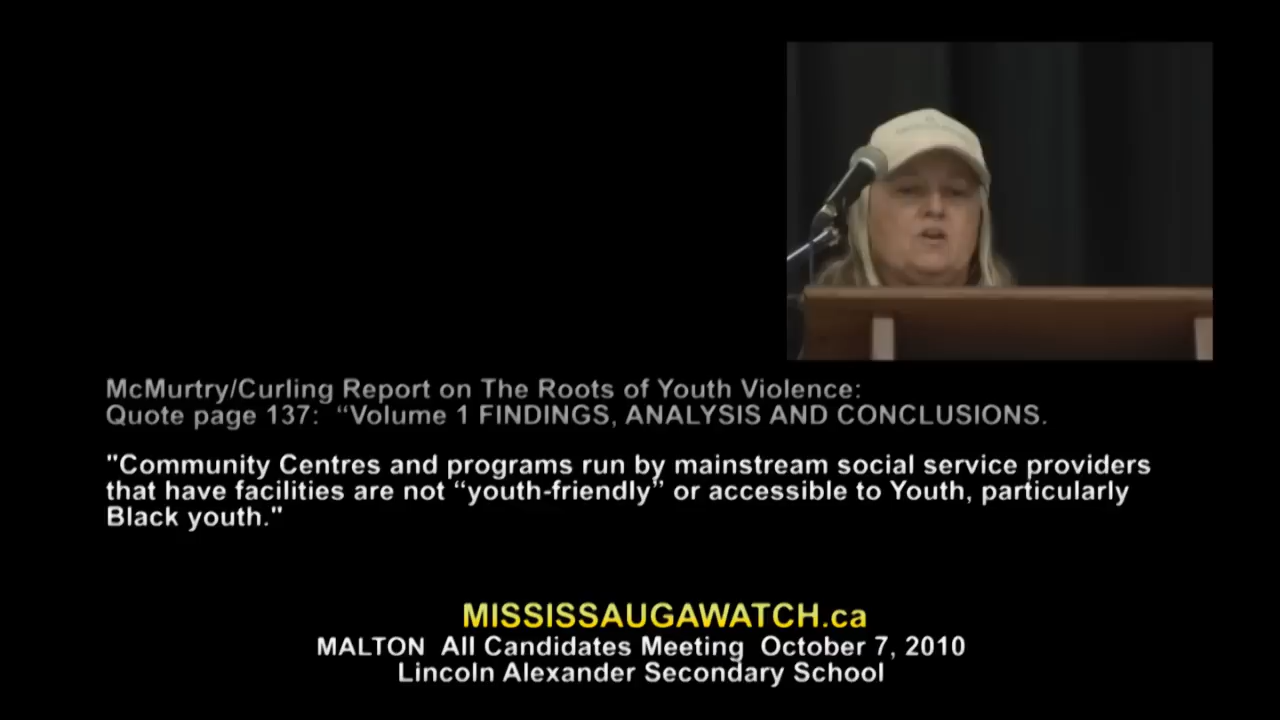 McMurtry/Curling Report on The Roots of Youth Violence:
Quote page 137:  “Volume 1 FINDINGS, ANALYSIS AND CONCLUSIONS.
"Community Centres and programs run by mainstream social service providers
that have facilities are not “youth-friendly” or accessible to Youth, particularly
Black youth."
MISSISSAUGAWATCH.ca
MALTON  All Candidates Meeting  October 7, 2010
Lincoln Alexander Secondary School